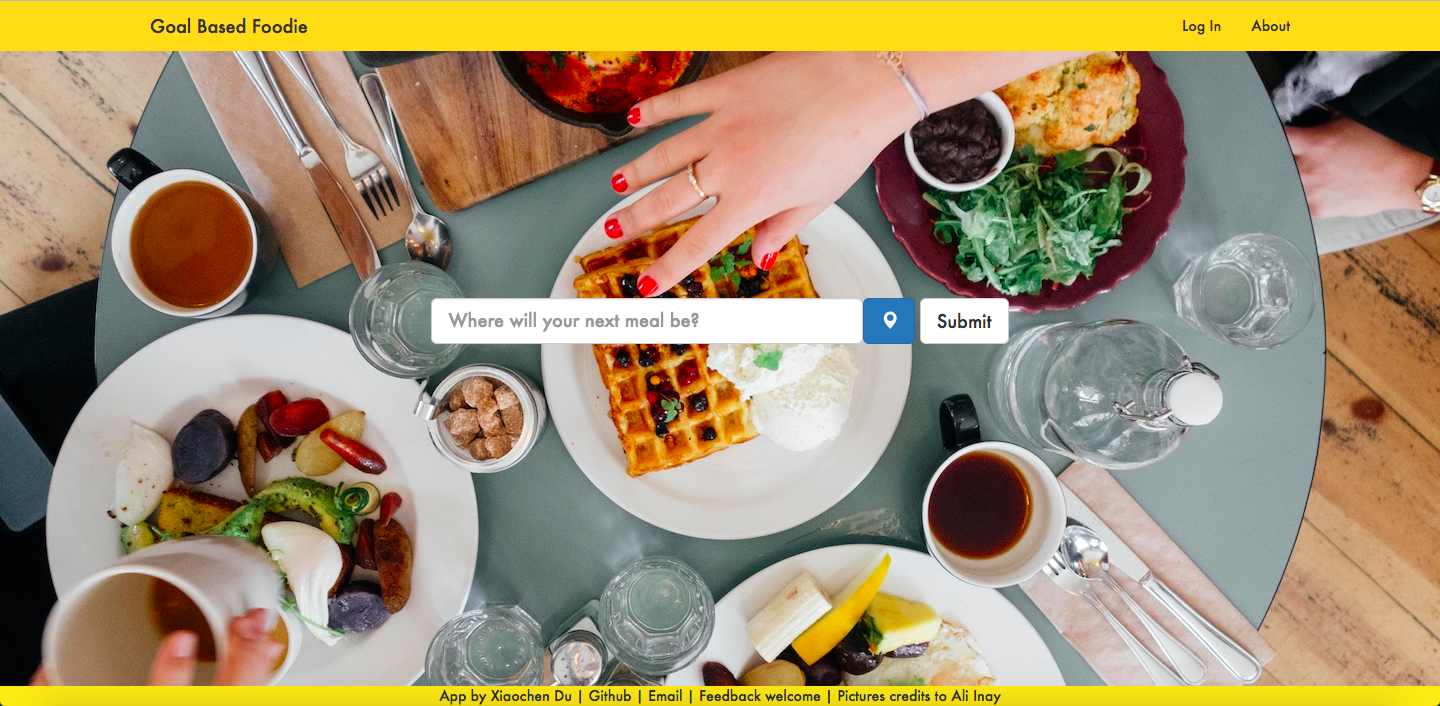 Goal Based Foodie
Log In
About
Where will your next meal be?
Submit
App by Xiaochen Du | Github | Email | Feedback welcome | Pictures credits to Ali Inay